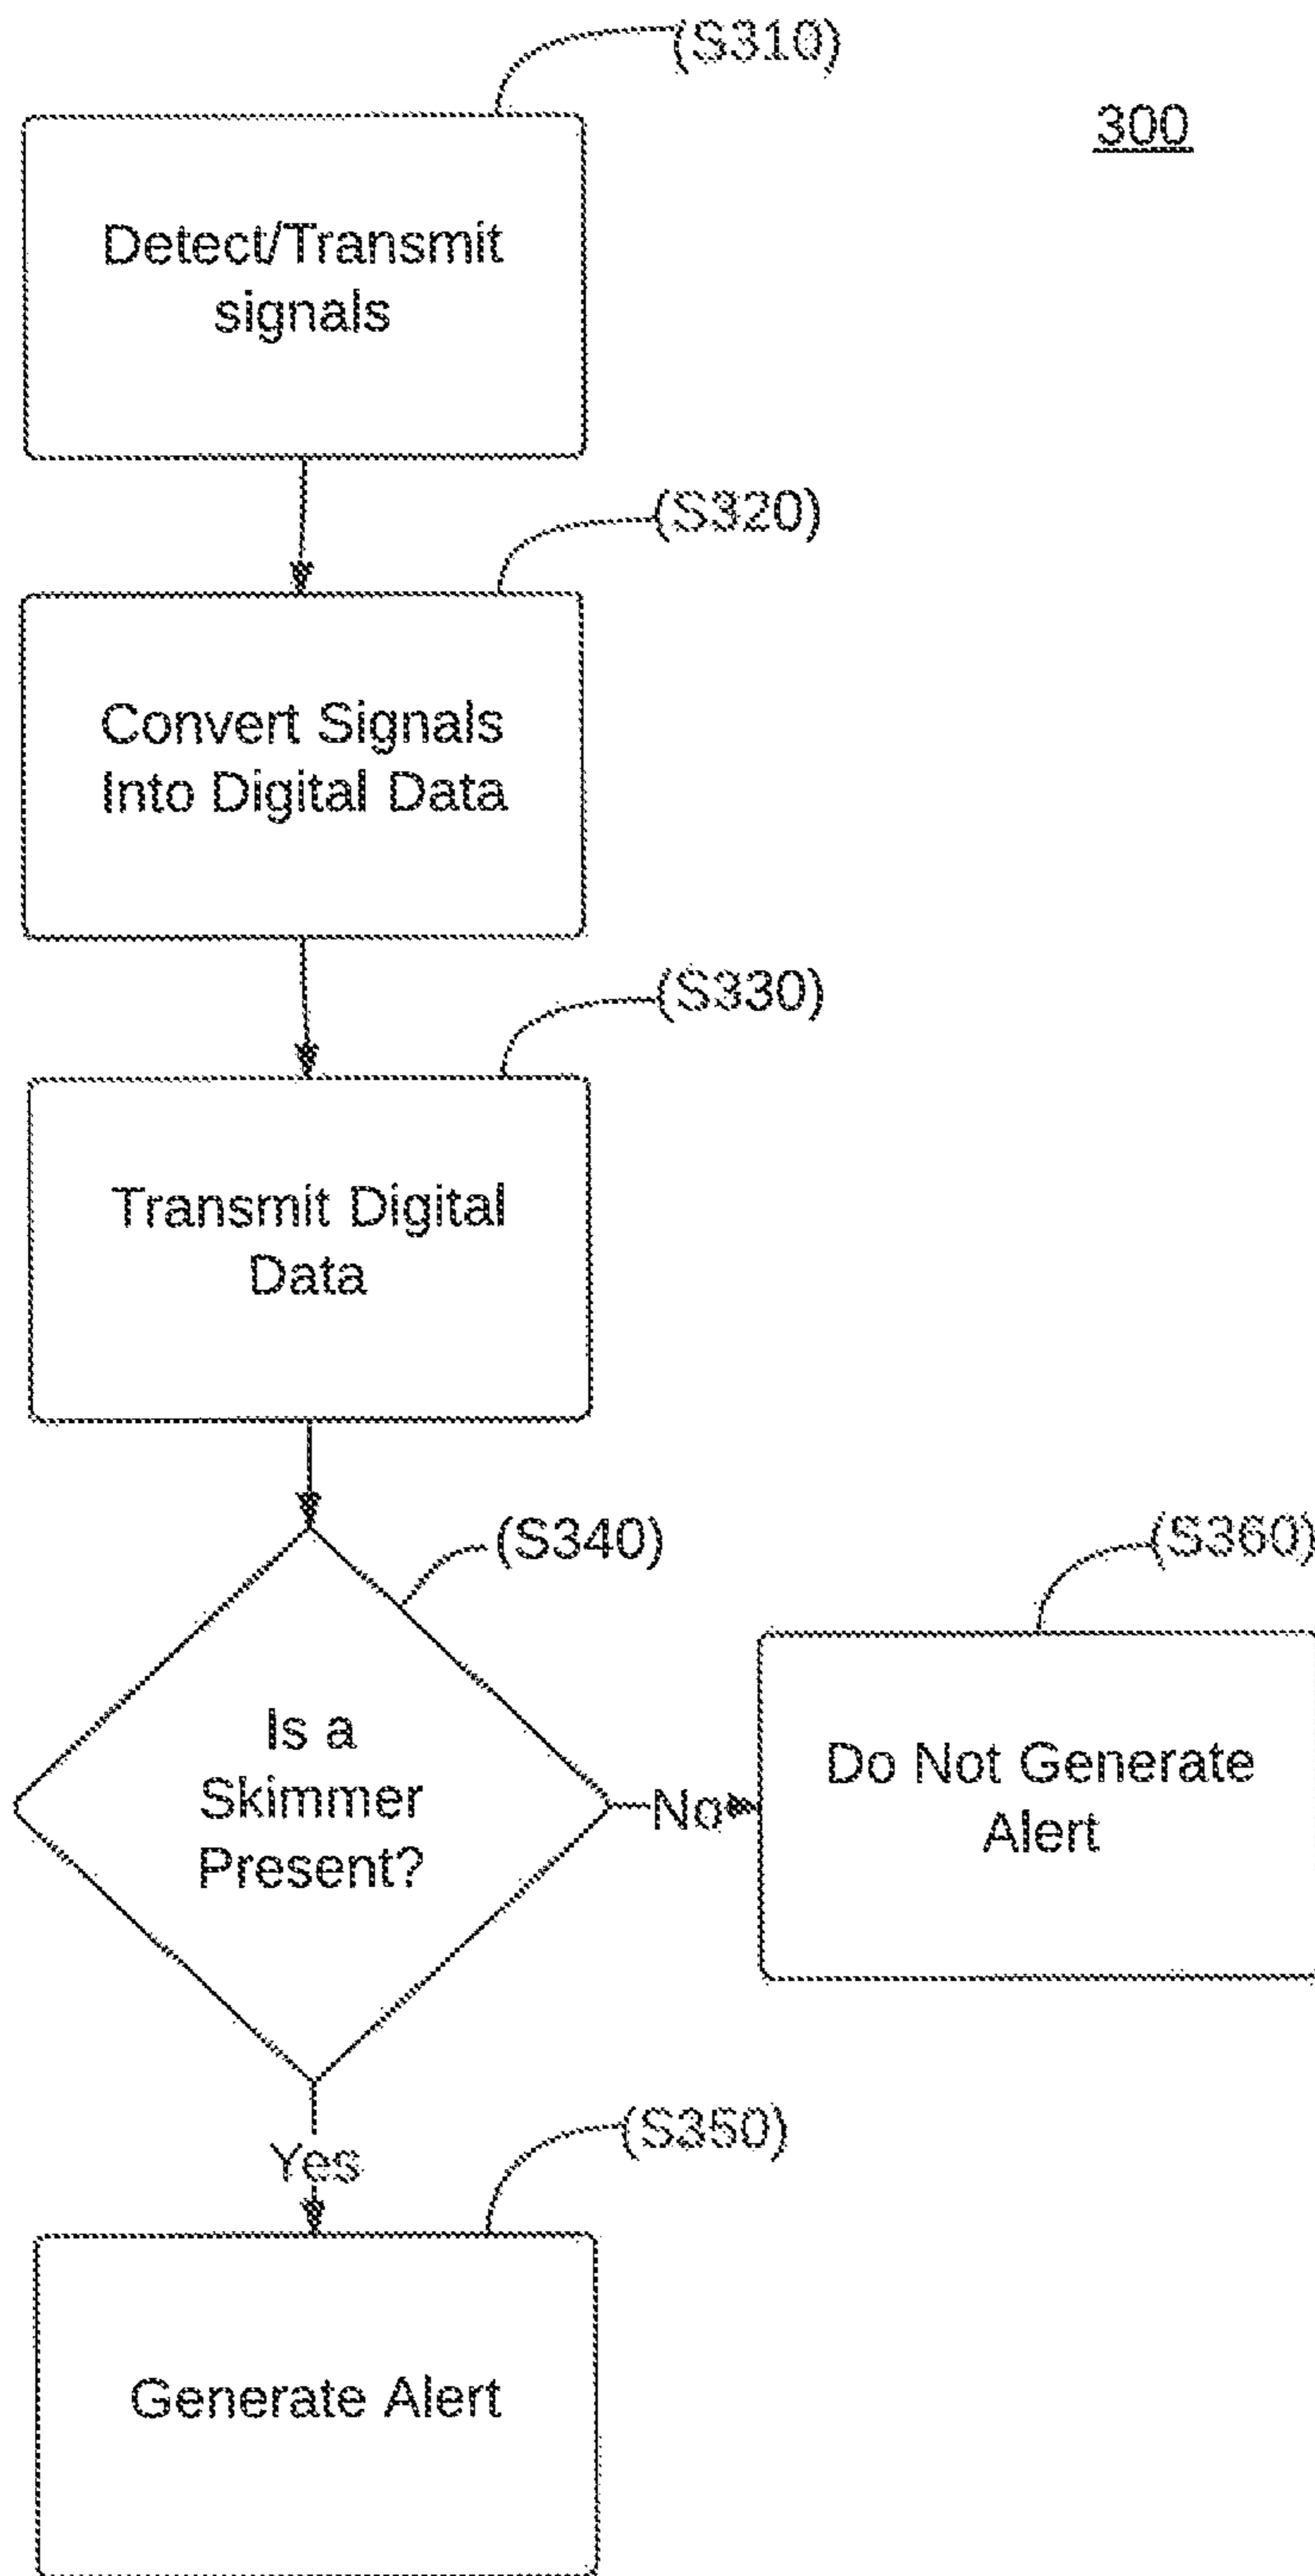 (S310)
300
Detect/Transmit
signals
(S320)
Convert Signals
Into Digital Data
(S330)
Transmit Digital
Data
(S340)
(S360)
Is a
Skimmer
Present?
No
Do Not Generate
Alert
Yes
(S350)
Generate Alert